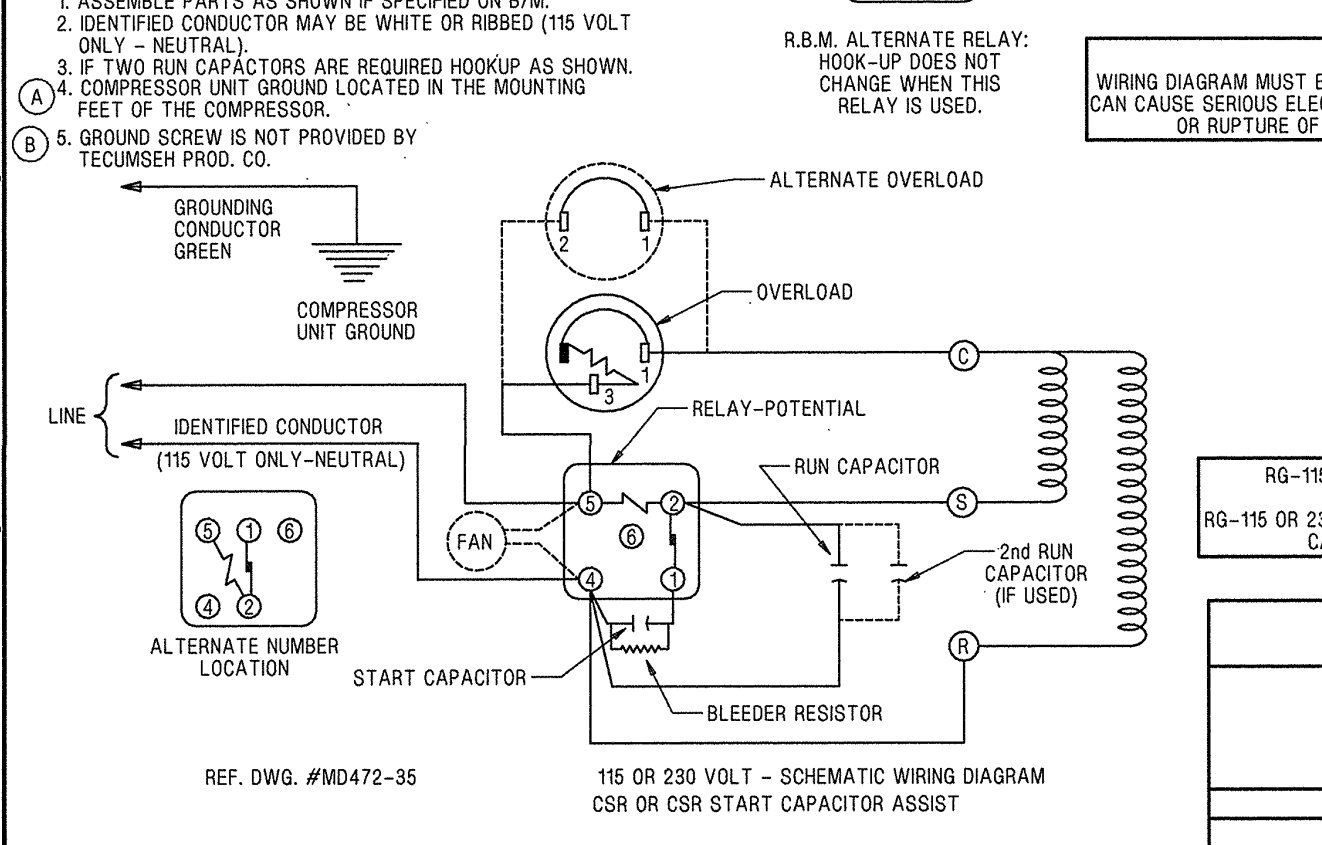 1. ASSEMBLE PARTS AS SHOWN IF SPECIFIED ON B/M.
2. IDENTIFIED CONDUCTOR MAY BE WHITE OR RIBBED (115 VOLT
ONLY – NEUTRAL).
3. IF TWO RUN CAPACTORS ARE REQUIRED HOOKUP AS SHOWN.
A
4. COMPRESSOR UNIT GROUND LOCATED IN THE MOUNTING
FEET OF THE COMPRESSOR.
B
5. GROUND SCREW IS NOT PROVIDED BY
TECUMSEH PROD. CO.
R.B.M. ALTERNATE RELAY:
HOOK-UP DOES NOT
CHANGE WHEN THIS
RELAY IS USED.
WIRING DIAGRAM MUST
CAN CAUSE SERIOUS
OR RUPTURE OF
GROUNDING
CONDUCTOR
GREEN
COMPRESSOR
UNIT GROUND
ALTERNATE OVERLOAD
2
1
OVERLOAD
1
3
C
LINE
IDENTIFIED CONDUCTOR
(115 VOLT ONLY-NEUTRAL)
RELAY-POTENTIAL
RUN CAPACITOR
S
5
2
6
4
1
FAN
2nd RUN
CAPACITOR
(IF USED)
R
5
1
6
4
2
ALTERNATE NUMBER
LOCATION
START CAPACITOR
BLEEDER RESISTOR
RG-115
RG-115 OR
REF. DWG. #MD472-35
115 OR 230 VOLT – SCHEMATIC WIRING DIAGRAM
CSR OR CSR START CAPACITOR ASSIST